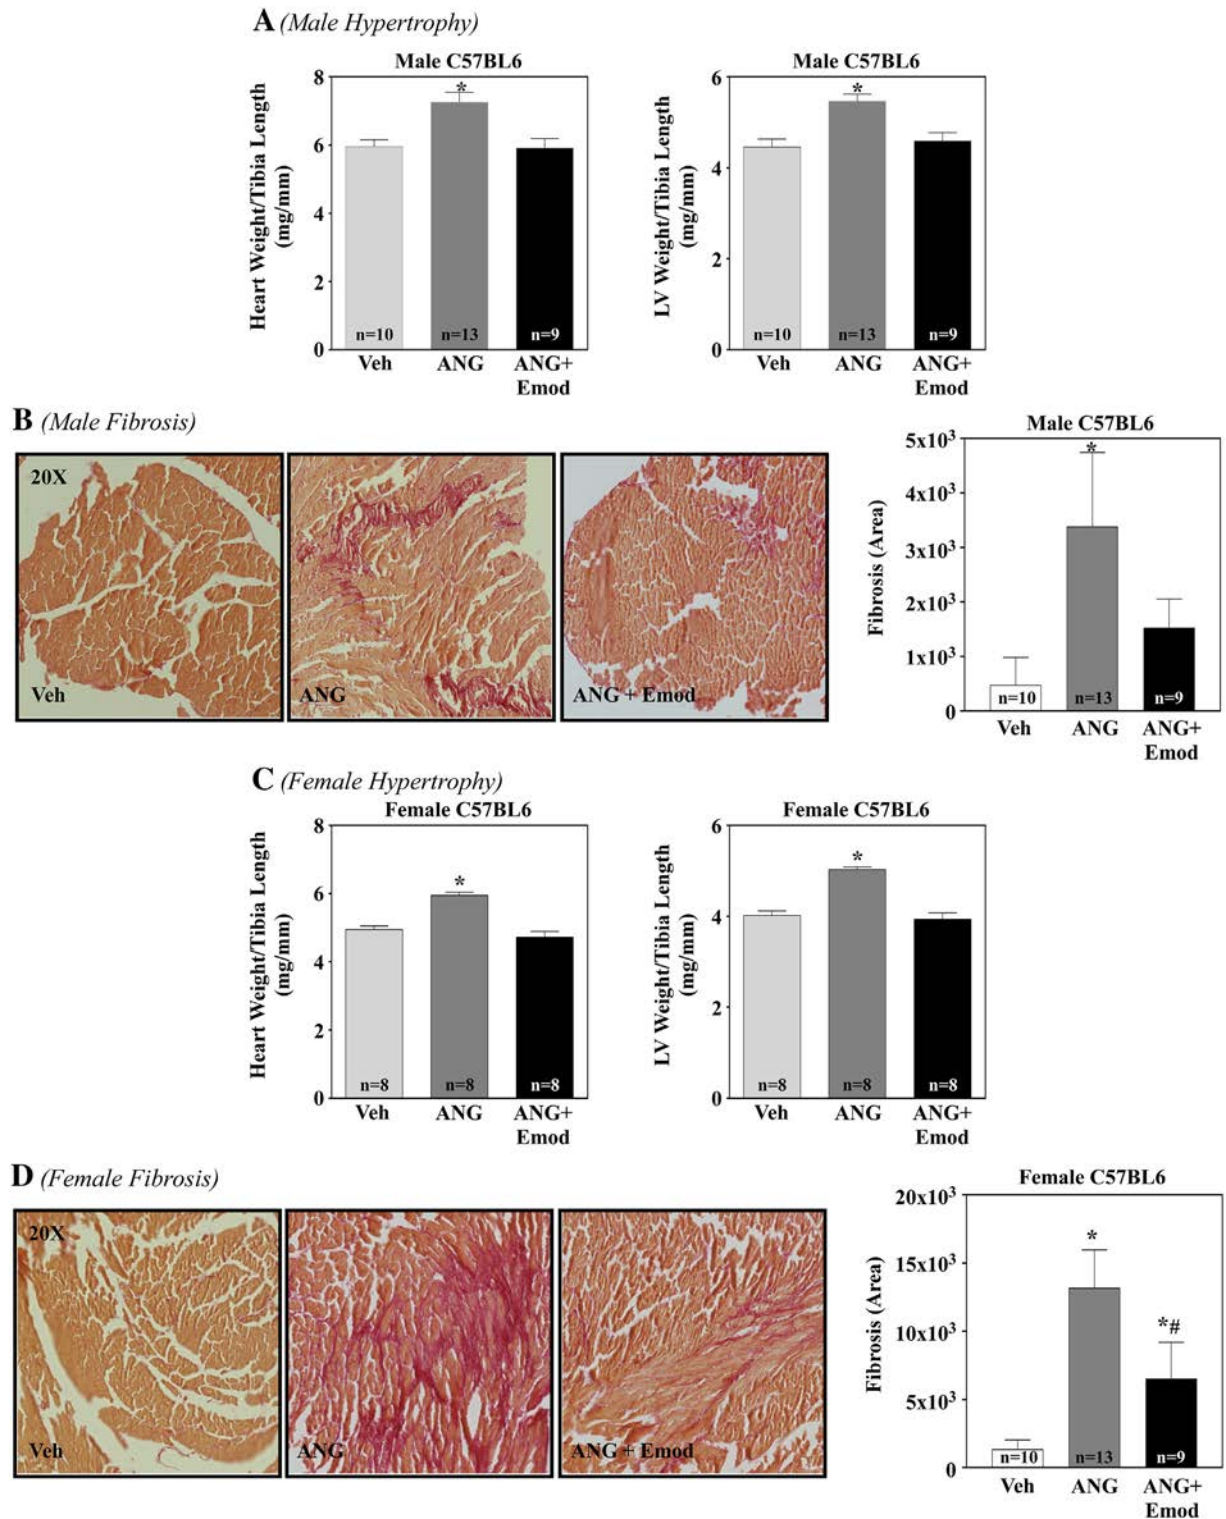 A (Male Hypertrophy)
Male C57BL6
Heart Weight/Tibia Length
(mg/mm)
8
6
4
2
0
n=10
n=13
n=9
Veh
ANG
ANG+
Emod
Male C57BL6
LV Weight/Tibia Length
(mg/mm)
6
4
2
0
n=10
n=13
n=9
Veh
ANG
ANG+
Emod
*
*
B (Male Fibrosis)
20X
Veh
ANG
ANG + Emod
Male C57BL6
Fibrosis (Area)
5x10³
4x10³
3x10³
2x10³
1x10³
0
*
n=10
n=13
n=9
Veh
ANG
ANG+
Emod
C (Female Hypertrophy)
Female C57BL6
Heart Weight/Tibia Length
(mg/mm)
8
6
4
2
0
*
n=8
n=8
n=8
Veh
ANG
ANG+
Emod
Female C57BL6
LV Weight/Tibia Length
(mg/mm)
6
4
2
0
*
n=8
n=8
n=8
Veh
ANG
ANG+
Emod
D (Female Fibrosis)
20X
Veh
ANG
ANG + Emod
Female C57BL6
Fibrosis (Area)
20x10³
15x10³
10x10³
5x10³
0
*
*#
n=10
n=13
n=9
Veh
ANG
ANG+
Emod